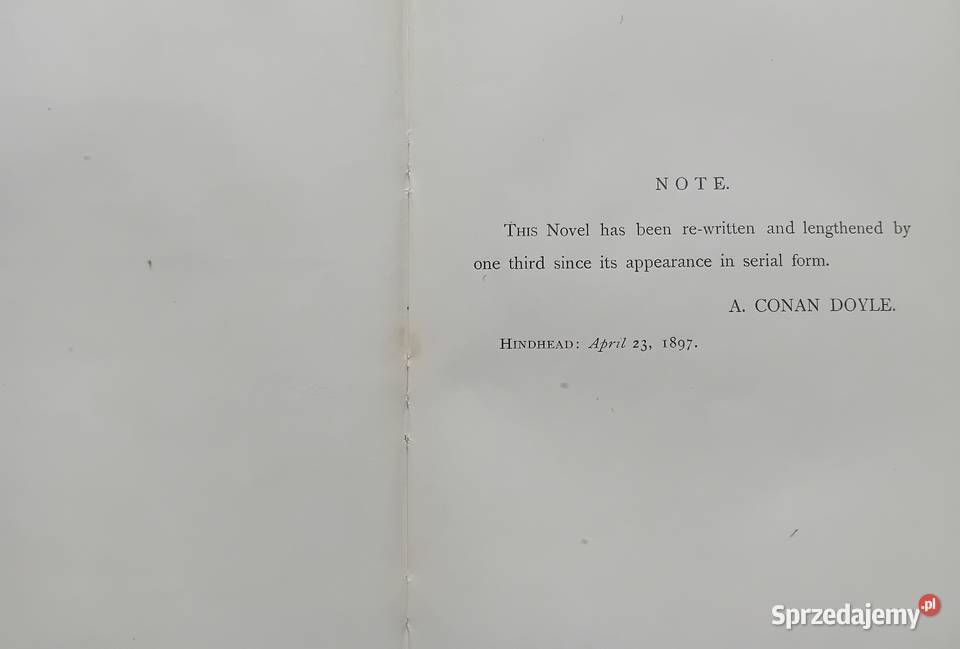 NOTE.
THIS Novel has been re-written and lengthened by
one third since its appearance in serial form.
A. CONAN DOYLE.
HINDHEAD: April 23, 1897.
Sprzedajemy.pl